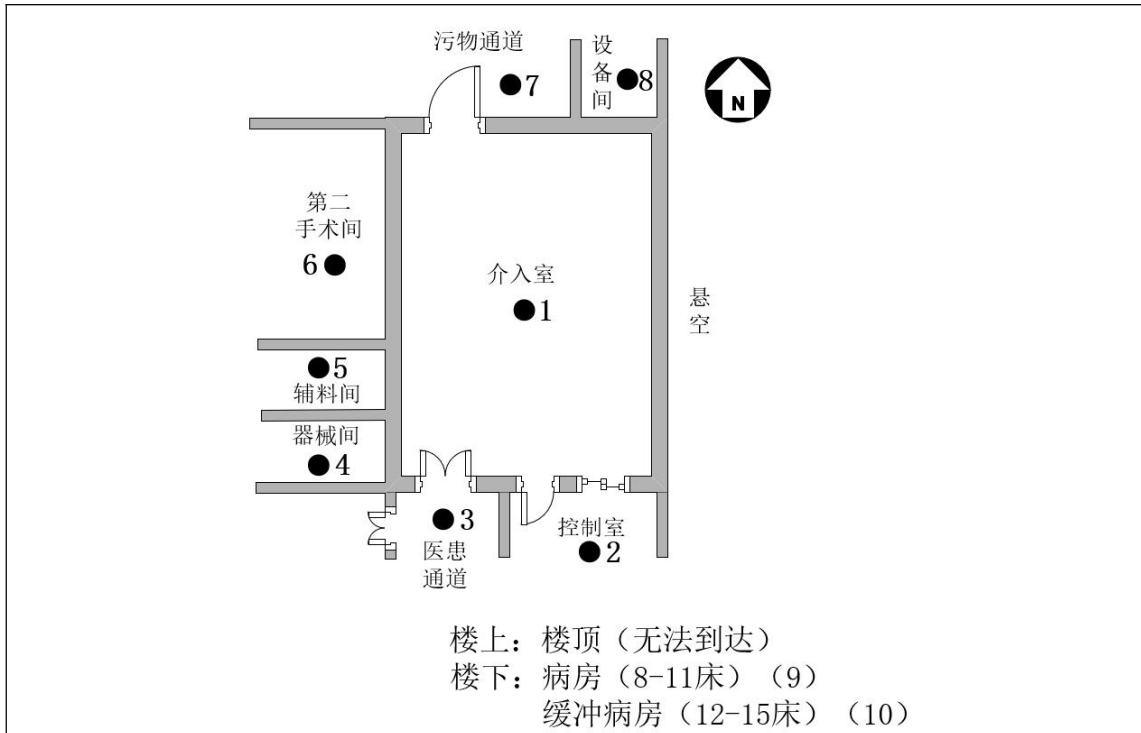 污物通道
7
设备间
8
N
第二
手术间
6
介入室
1
悬空
5
辅料间
器械间
4
3
医患
通道
控制室
2
楼上：楼顶（无法到达）
楼下：病房（8-11床）（9）
缓冲病房（12-15床）（10）